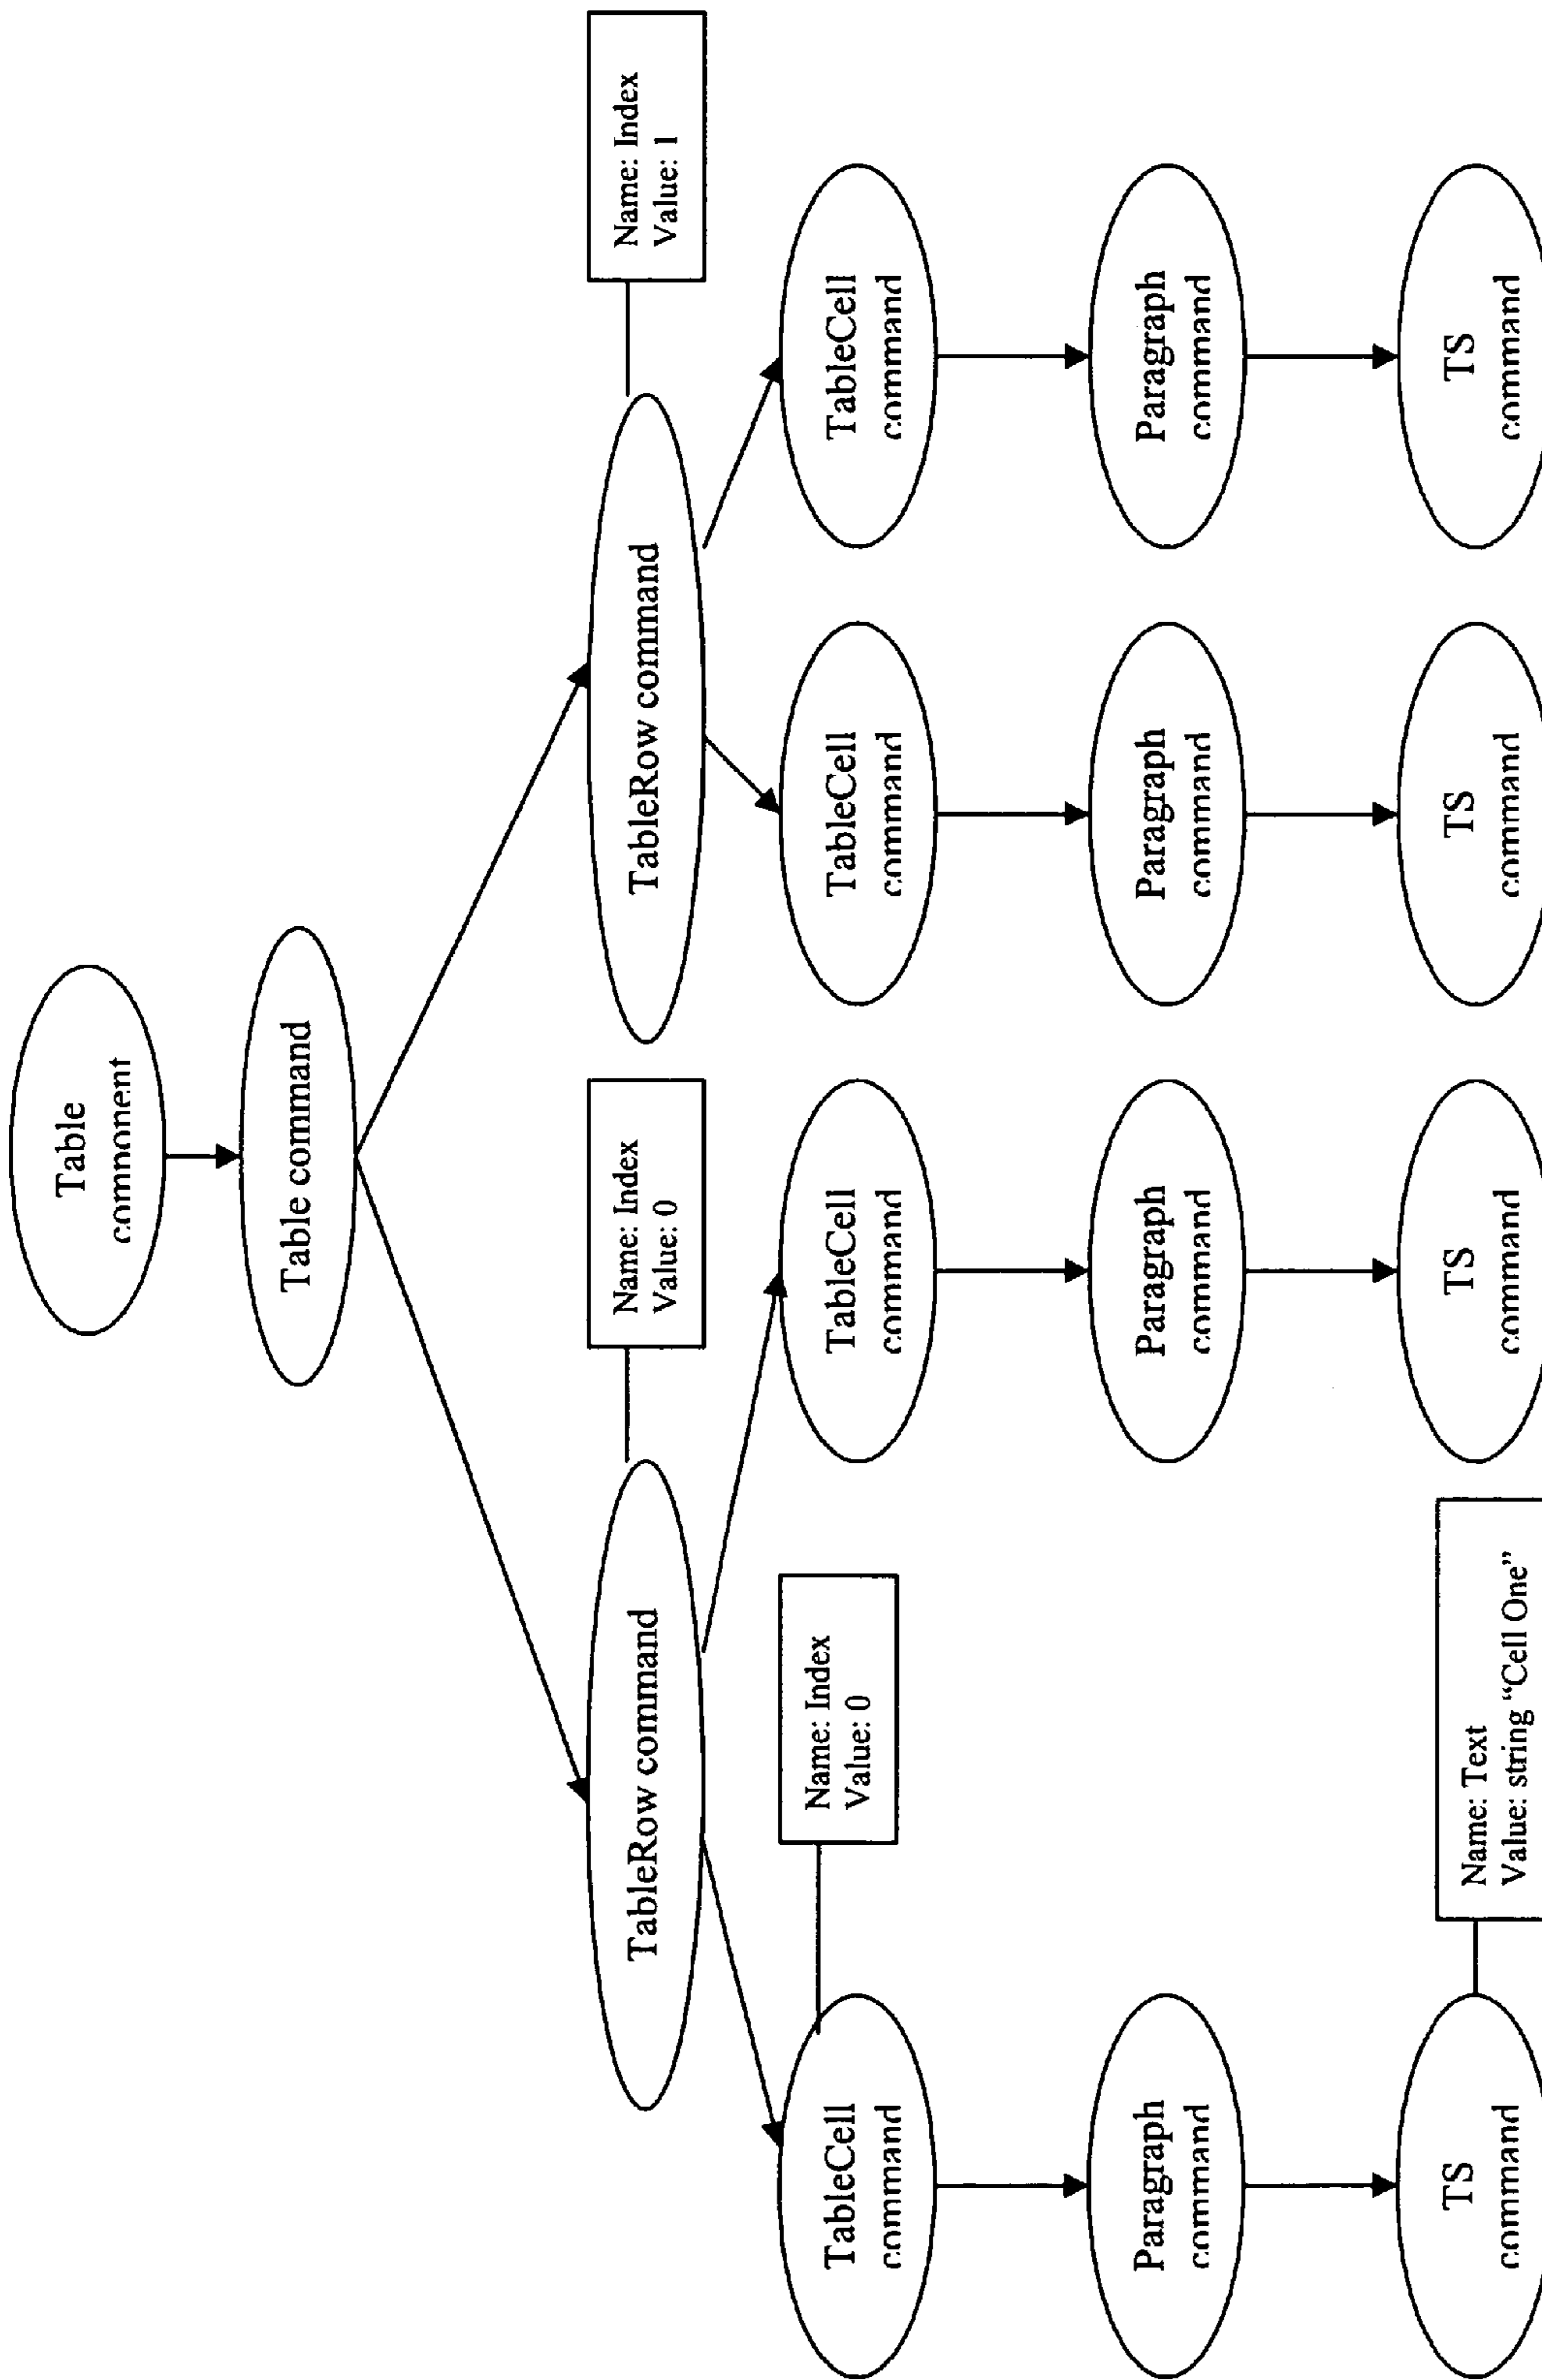 Table
component
Table command
TableRow command
Name: Index
Value: 0
TableRow command
Name: Index
Value: 1
TableCell
command
Name: Index
Value: 0
TableCell
command
TableCell
command
TableCell
command
Paragraph
command
Paragraph
command
Paragraph
command
Paragraph
command
TS
command
Name: Text
Value: string “Cell One”
TS
command
TS
command
TS
command